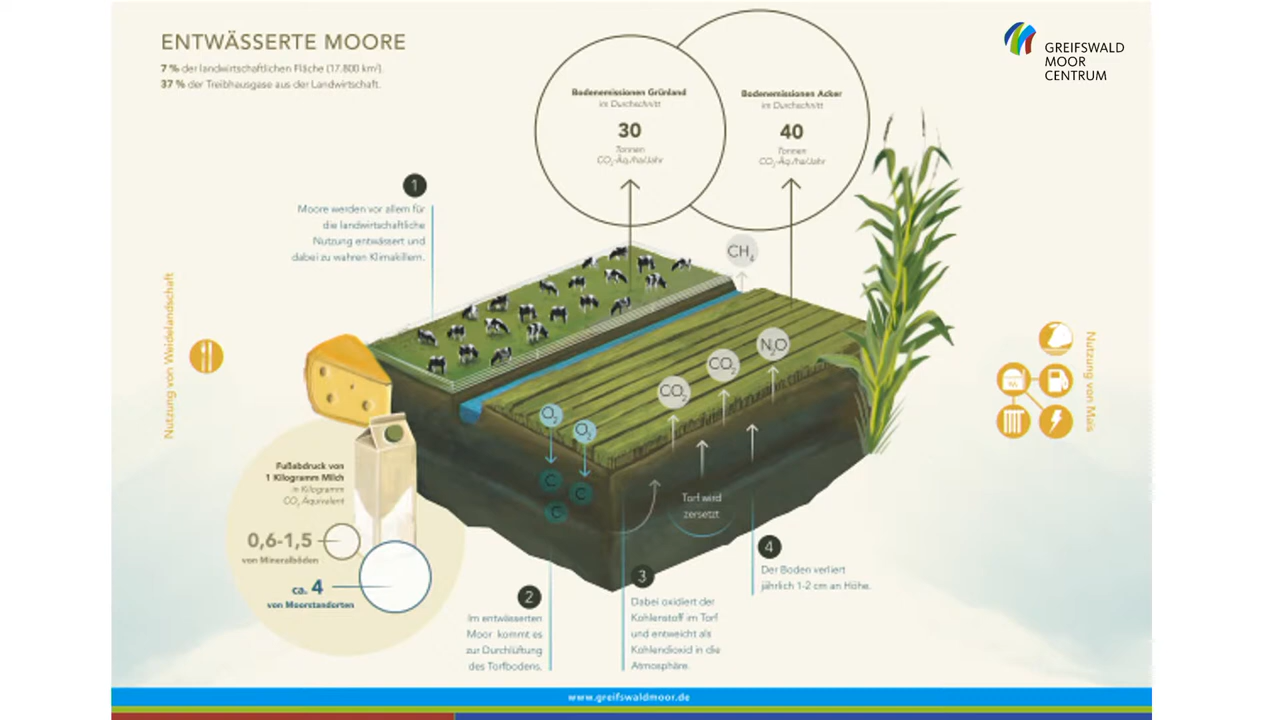 ENTWÄSSERTE MOORE
7 % der landwirtschaftlichen Fläche (17.800 km²).
37 % der Treibhausgase aus der Landwirtschaft.
GREIFSWALD
MOOR
CENTRUM
Bodenemissionen Grünland
im Durchschnitt
30
Tonnen
CO₂-Äq./ha/Jahr
Bodenemissionen Acker
im Durchschnitt
40
Tonnen
CO₂-Äq./ha/Jahr
1
Moore werden vor allem für
die landwirtschaftliche
Nutzung entwässert und
dabei zu wahren Klimakillern.
CH₄
N₂O
CO₂
CO₂
O₂
O₂
C
C
C
Torf wird
zersetzt
Nutzung von Weidelandschaft
Nutzung von Mais
Fußabdruck von
1 Kilogramm Milch
in Kilogramm
CO₂ Äquivalent
0,6-1,5
von Mineralböden
ca. 4
von Moorstandorten
2
Im entwässerten
Moor kommt es
zur Durchlüftung
des Torfbodens.
3
Dabei oxidiert der
Kohlenstoff im Torf
und entweicht als
Kohlendioxid in die
Atmosphäre.
4
Der Boden verliert
jährlich 1-2 cm an Höhe.
www.greifswaldmoor.de